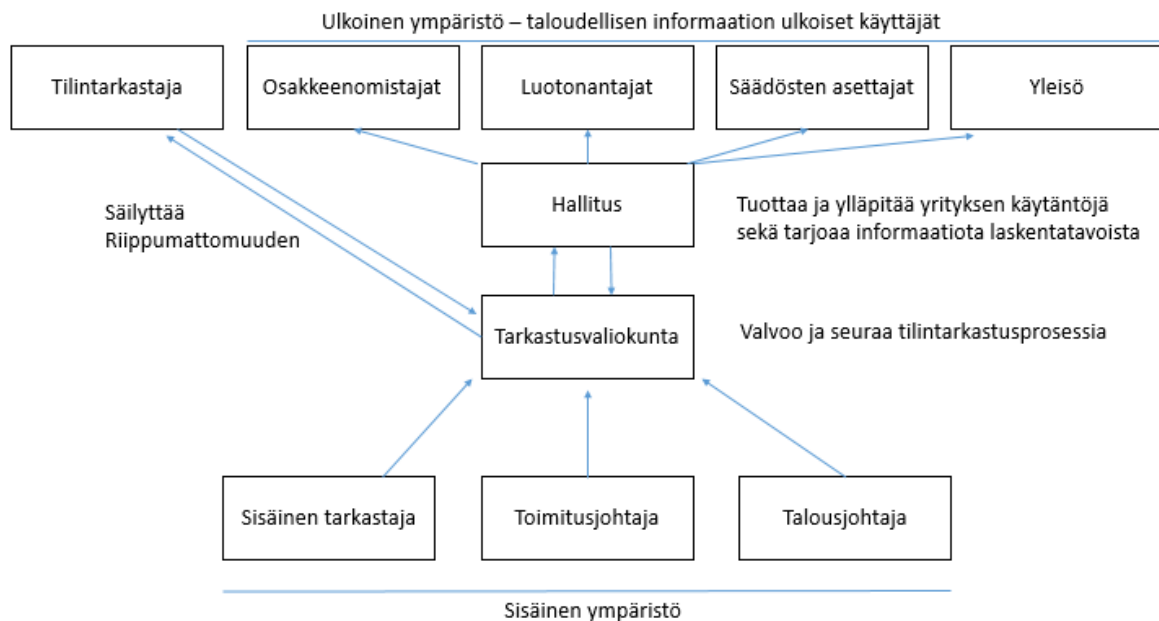 Ulkoinen ympäristö – taloudellisen informaation ulkoiset käyttäjät
Tilintarkastaja
Osakkeenomistajat
Luotonantajat
Säädösten asettajat
Yleisö
Säilyttää
Riippumattomuuden
Hallitus
Tuottaa ja ylläpitää yrityksen käytäntöjä
sekä tarjoaa informaatiota laskentatavoista
Tarkastusvaliokunta
Valvoo ja seuraa tilintarkastusprosessia
Sisäinen tarkastaja
Toimitusjohtaja
Talousjohtaja
Sisäinen ympäristö